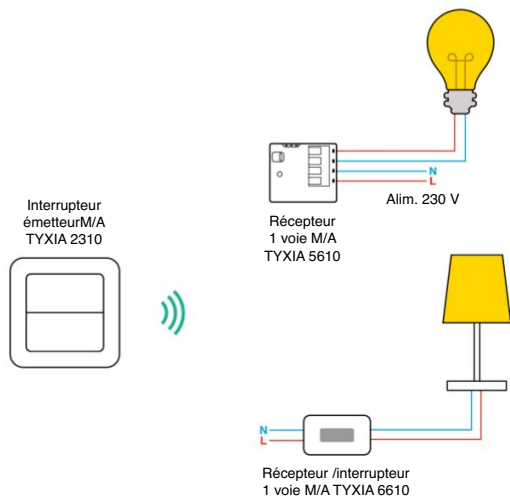 Interrupteur
émetteurM/A
TYXIA 2310
N
L
Alim. 230 V
Récepteur
1 voie M/A
TYXIA 5610
N
L
Récepteur /interrupteur
1 voie M/A TYXIA 6610